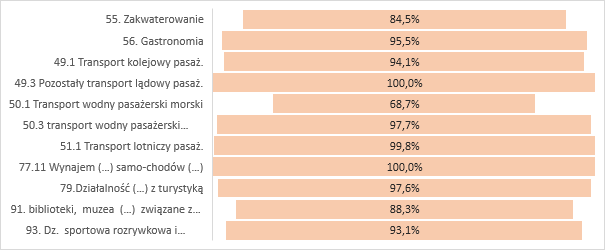 55. Zakwaterowanie 84,5%
56. Gastronomia 95,5%
49.1 Transport kolejowy pasaż. 94,1%
49.3 Pozostały transport lądowy pasaż. 100,0%
50.1 Transport wodny pasażerski morski 68,7%
50.3 transport wodny pasażerski... 97,7%
51.1 Transport lotniczy pasaż. 99,8%
77.11 Wynajem (...) samo-chodów (...) 100,0%
79.Działalność (...) z turystyką 97,6%
91. biblioteki, muzea (...) związane z... 88,3%
93. Dz. sportowa rozrywkowa i... 93,1%